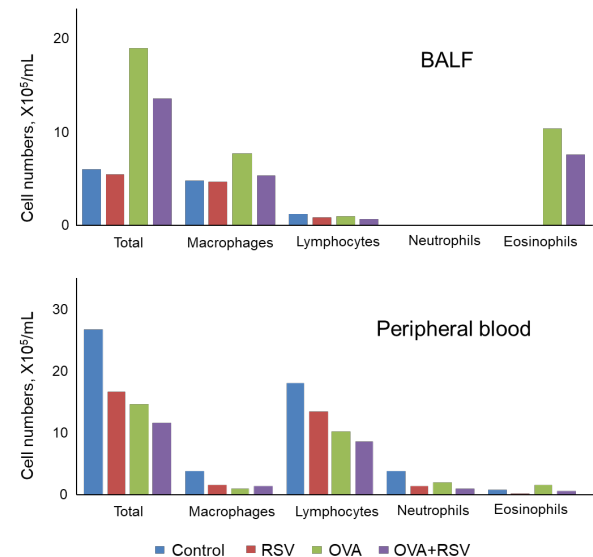 BALF
Cell numbers, X10⁵/mL
20
10
0
Total Macrophages Lymphocytes Neutrophils Eosinophils
Peripheral blood
Cell numbers, X10⁵/mL
30
20
10
0
Total Macrophages Lymphocytes Neutrophils Eosinophils
Control RSV OVA OVA+RSV